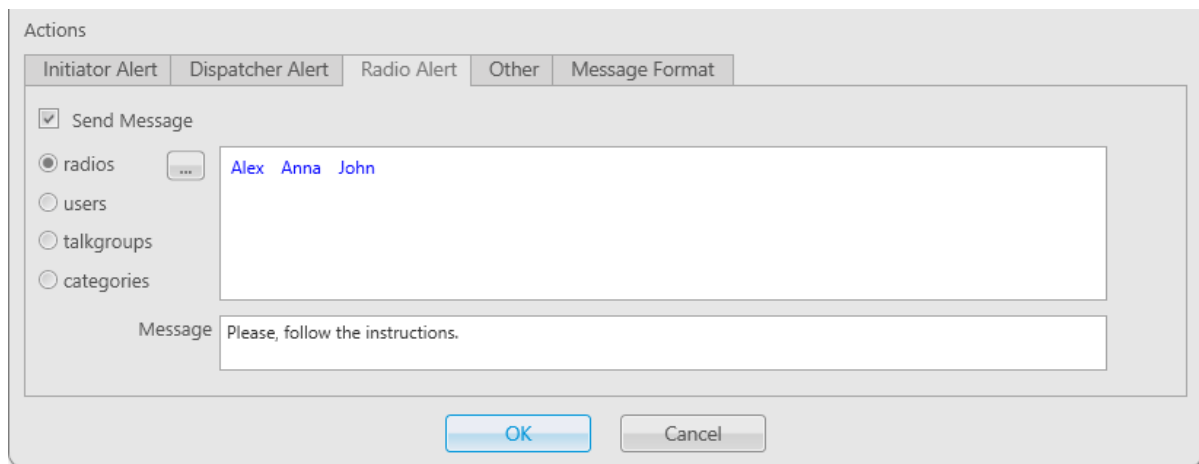 Actions
Initiator Alert Dispatcher Alert Radio Alert Other Message Format
Send Message
radios ... Alex Anna John
users
talkgroups
categories
Message Please, follow the instructions.
OK Cancel